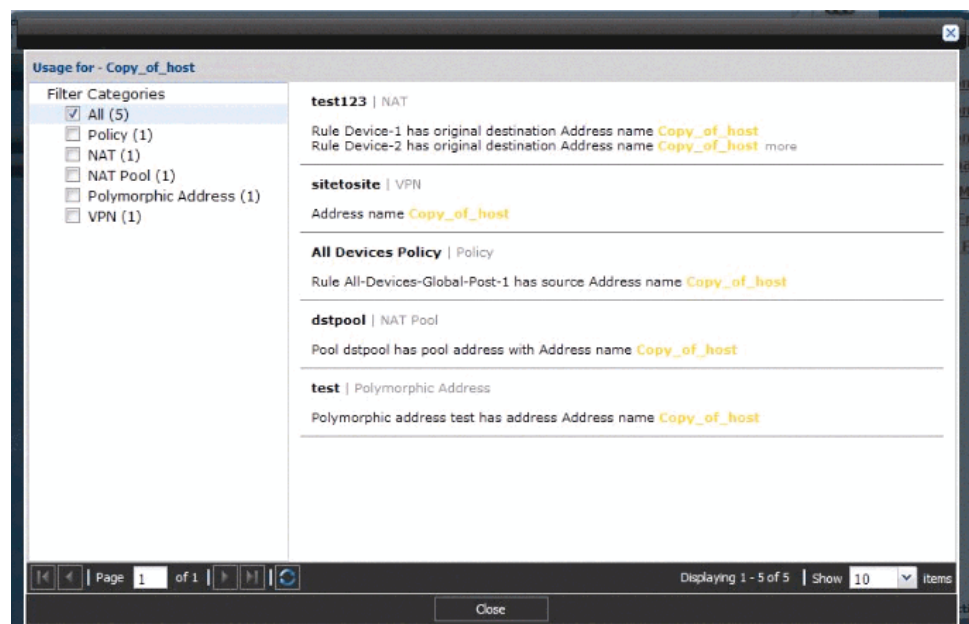 Usage for - Copy_of_host
Filter Categories
All (5)
Policy (1)
NAT (1)
NAT Pool (1)
Polymorphic Address (1)
VPN (1)
test123 | NAT
Rule Device-1 has original destination Address name Copy_of_host
Rule Device-2 has original destination Address name Copy_of_host more
sitetosite | VPN
Address name Copy_of_host
All Devices Policy | Policy
Rule All-Devices-Global-Post-1 has source Address name Copy_of_host
dstpool | NAT Pool
Pool dstpool has pool address with Address name Copy_of_host
test | Polymorphic Address
Polymorphic address test has address Address name Copy_of_host
Page 1 of 1 Displaying 1 - 5 of 5 | Show 10 items
Close